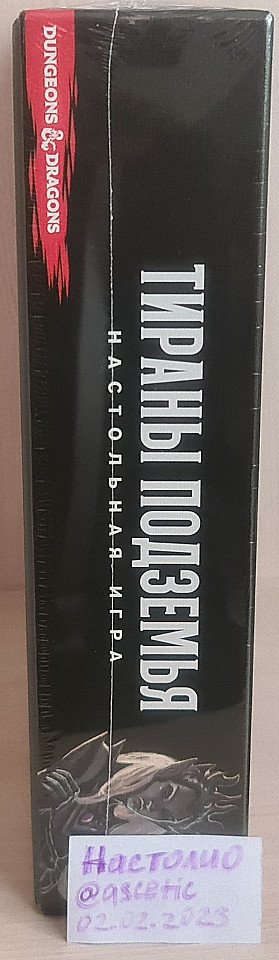 DUNGEONS & DRAGONS
ТИРАНЫ ПОДЗЕМЬЯ
НАСТОЛЬНАЯ ИГРА
Настолио
@ascetic
02.02.2023